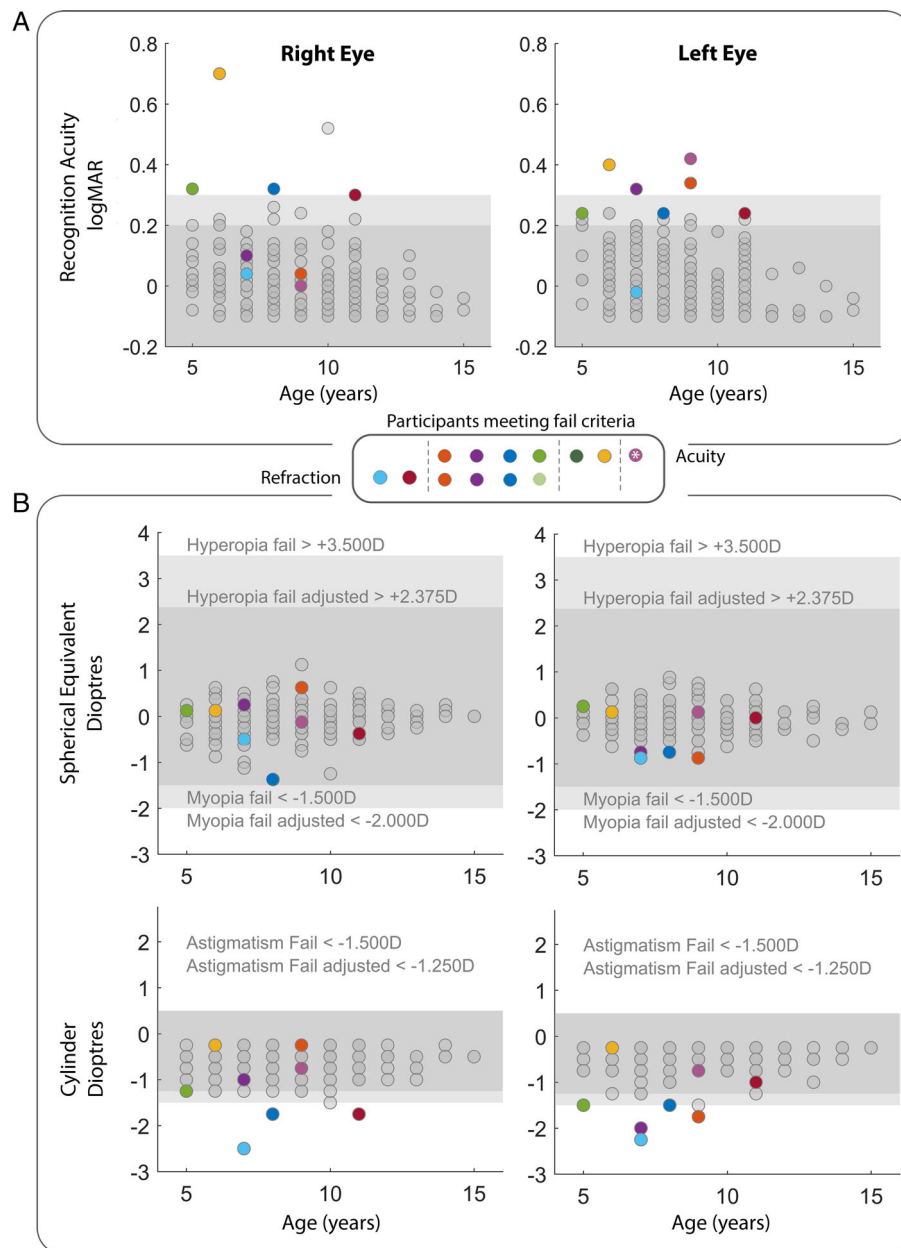 A
Right Eye
Left Eye
Recognition Acuity
logMAR
0.8
0.6
0.4
0.2
0
-0.2
5
10
15
Age (years)
0.8
0.6
0.4
0.2
0
-0.2
5
10
15
Age (years)
Participants meeting fail criteria
Refraction
*
Acuity
B
Spherical Equivalent
Dioptres
4
3
2
1
0
-1
-2
-3
Hyperopia fail > +3.500D
Hyperopia fail adjusted > +2.375D
Myopia fail < -1.500D
Myopia fail adjusted < -2.000D
5
10
15
4
3
2
1
0
-1
-2
-3
Hyperopia fail > +3.500D
Hyperopia fail adjusted > +2.375D
Myopia fail < -1.500D
Myopia fail adjusted < -2.000D
5
10
15
Cylinder
Dioptres
2
1
0
-1
-2
-3
Astigmatism Fail < -1.500D
Astigmatism Fail adjusted < -1.250D
5
10
15
Age (years)
2
1
0
-1
-2
-3
Astigmatism Fail < -1.500D
Astigmatism Fail adjusted < -1.250D
5
10
15
Age (years)